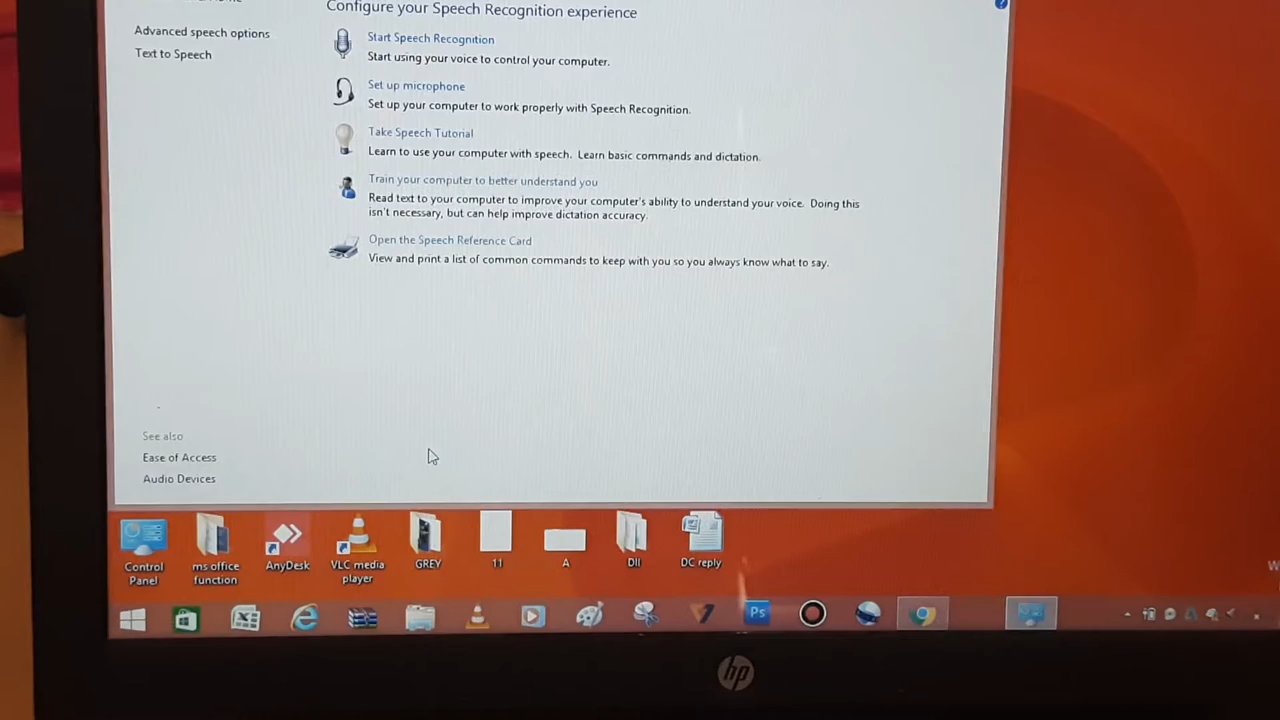 Configure your Speech Recognition experience
Advanced speech options
Text to Speech
Start Speech Recognition
Start using your voice to control your computer.
Set up microphone
Set up your computer to work properly with Speech Recognition.
Take Speech Tutorial
Learn to use your computer with speech. Learn basic commands and dictation.
Train your computer to better understand you
Read text to your computer to improve your computer's ability to understand your voice. Doing this
isn't necessary, but can help improve dictation accuracy.
Open the Speech Reference Card
View and print a list of common commands to keep with you so you always know what to say.
See also
Ease of Access
Audio Devices
Control
Panel
ms office
function
AnyDesk
VLC media
player
GREY
11
A
DII
DC reply
Ps
hp